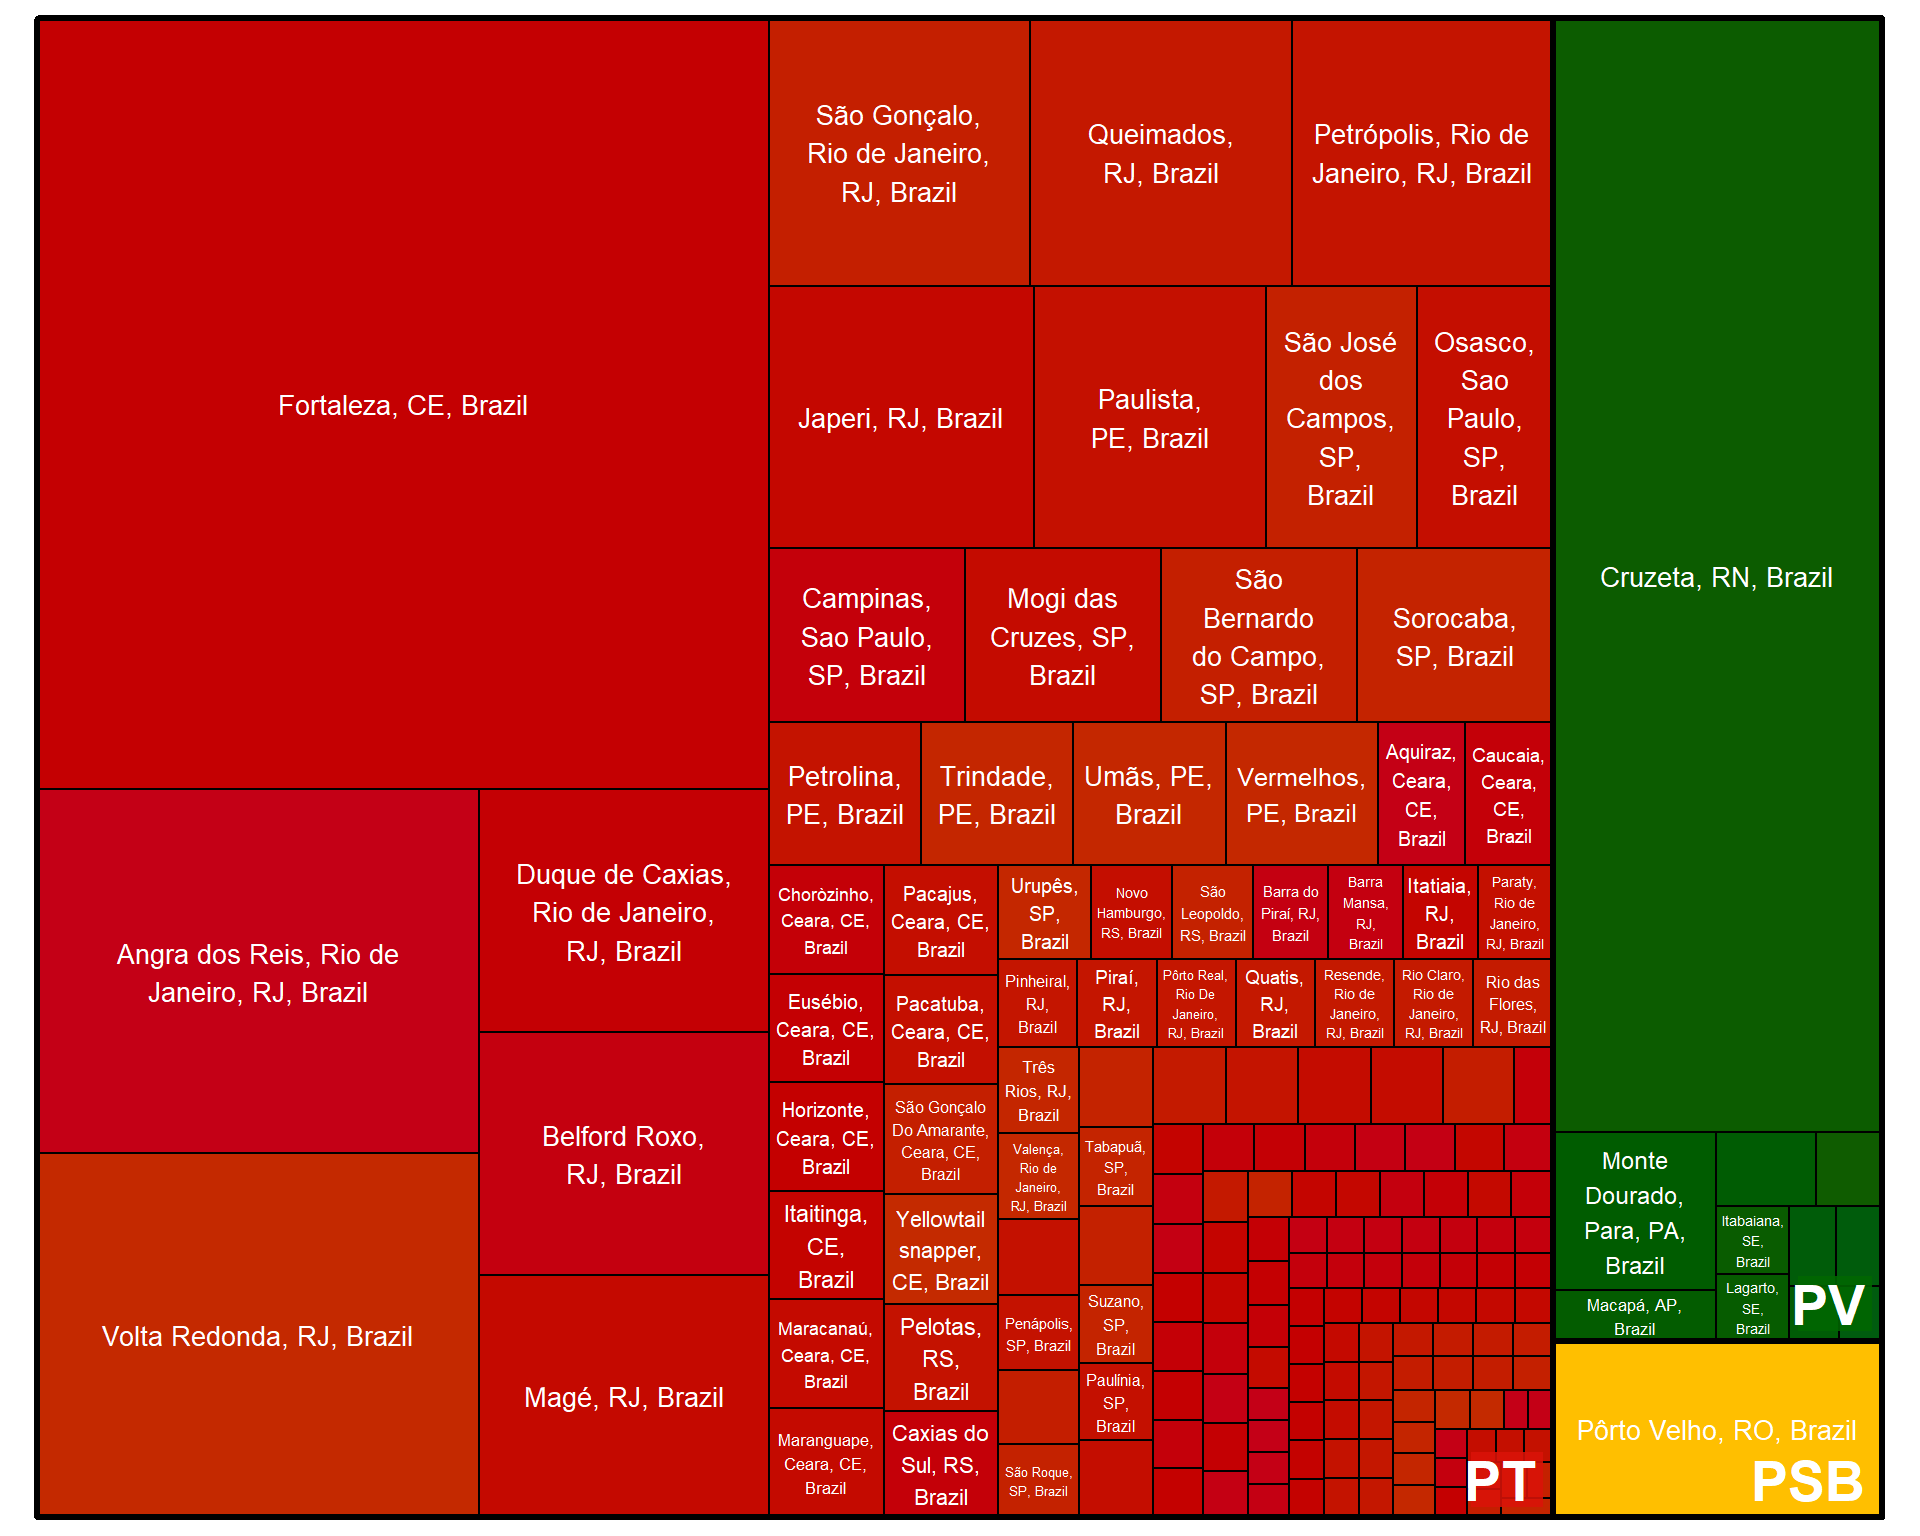 Fortaleza, CE, Brazil
Angra dos Reis, Rio de
Janeiro, RJ, Brazil
Volta Redonda, RJ, Brazil
Duque de Caxias,
Rio de Janeiro,
RJ, Brazil
Belford Roxo,
RJ, Brazil
Magé, RJ, Brazil
São Gonçalo,
Rio de Janeiro,
RJ, Brazil
Queimados,
RJ, Brazil
Petrópolis, Rio de
Janeiro, RJ, Brazil
Japeri, RJ, Brazil
Paulista,
PE, Brazil
São José
dos
Campos,
SP,
Brazil
Osasco,
Sao
Paulo,
SP,
Brazil
Campinas,
Sao Paulo,
SP, Brazil
Mogi das
Cruzes, SP,
Brazil
São
Bernardo
do Campo,
SP, Brazil
Sorocaba,
SP, Brazil
Petrolina,
PE, Brazil
Trindade,
PE, Brazil
Umãs, PE,
Brazil
Vermelhos,
PE, Brazil
Aquiraz,
Ceara,
CE,
Brazil
Caucaia,
Ceara,
CE,
Brazil
Choròzinho,
Ceara, CE,
Brazil
Eusébio,
Ceara, CE,
Brazil
Horizonte,
Ceara, CE,
Brazil
Itaitinga,
CE,
Brazil
Maracanaú,
Ceara, CE,
Brazil
Maranguape,
Ceara, CE,
Brazil
Pacajus,
Ceara, CE,
Brazil
Pacatuba,
Ceara, CE,
Brazil
São Gonçalo
Do Amarante,
Ceara, CE,
Brazil
Yellowtail
snapper,
CE, Brazil
Pelotas,
RS,
Brazil
Caxias do
Sul, RS,
Brazil
Urupês,
SP,
Brazil
Novo
Hamburgo,
RS, Brazil
São
Leopoldo,
RS, Brazil
Barra do
Piraí, RJ,
Brazil
Barra
Mansa,
RJ,
Brazil
Itatiaia,
RJ,
Brazil
Paraty,
Rio de
Janeiro,
RJ, Brazil
Pinheiral,
RJ,
Brazil
Piraí,
RJ,
Brazil
Pôrto Real,
Rio De
Janeiro,
RJ, Brazil
Quatis,
RJ,
Brazil
Resende,
Rio de
Janeiro,
RJ, Brazil
Rio Claro,
Rio de
Janeiro,
RJ, Brazil
Rio das
Flores,
RJ, Brazil
Três
Rios, RJ,
Brazil
Valença,
Rio de
Janeiro,
RJ, Brazil
Penápolis,
SP, Brazil
São Roque,
SP, Brazil
Tabapuã,
SP,
Brazil
Suzano,
SP,
Brazil
Paulínia,
SP,
Brazil
PT
Cruzeta, RN, Brazil
Monte
Dourado,
Para, PA,
Brazil
Macapá, AP,
Brazil
Itabaiana,
SE,
Brazil
Lagarto,
SE,
Brazil
PV
Pôrto Velho, RO, Brazil
PSB